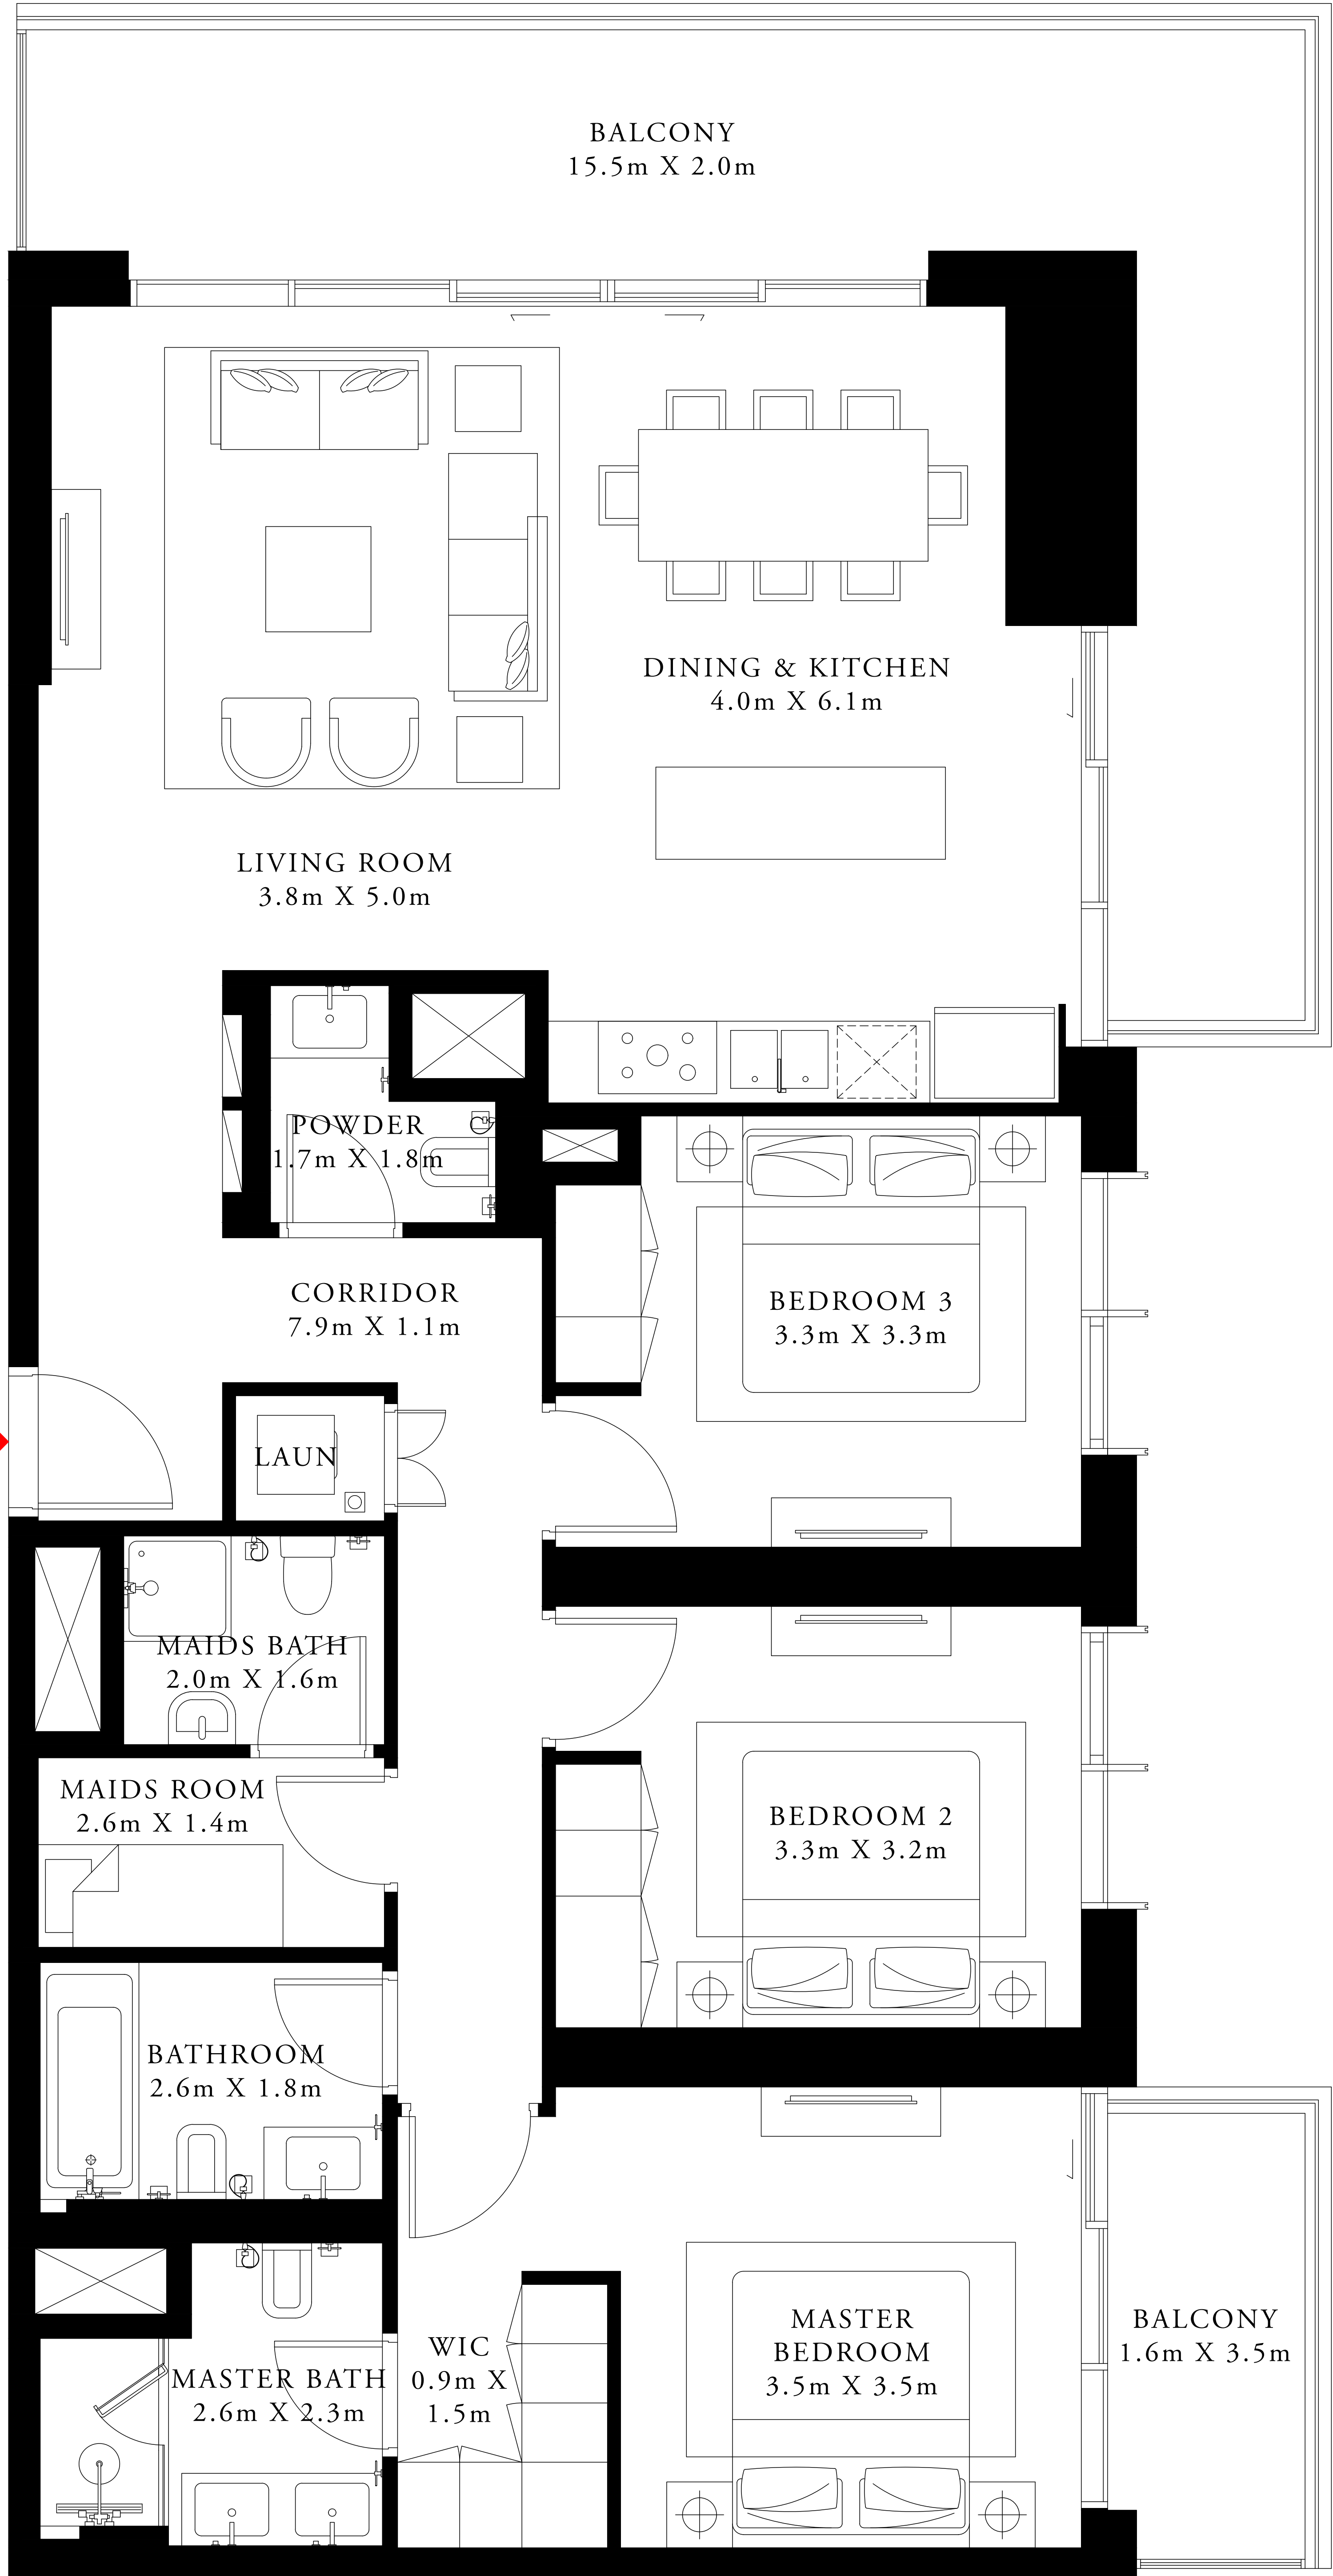 BALCONY
15.5m X 2.0m
DINING & KITCHEN
4.0m X 6.1m
LIVING ROOM
3.8m X 5.0m
POWDER
1.7m X 1.8m
CORRIDOR
7.9m X 1.1m
BEDROOM 3
3.3m X 3.3m
LAUN
MAIDS BATH
2.0m X 1.6m
MAIDS ROOM
2.6m X 1.4m
BEDROOM 2
3.3m X 3.2m
BATHROOM
2.6m X 1.8m
MASTER BATH
2.6m X 2.3m
WIC
0.9m X
1.5m
MASTER
BEDROOM
3.5m X 3.5m
BALCONY
1.6m X 3.5m